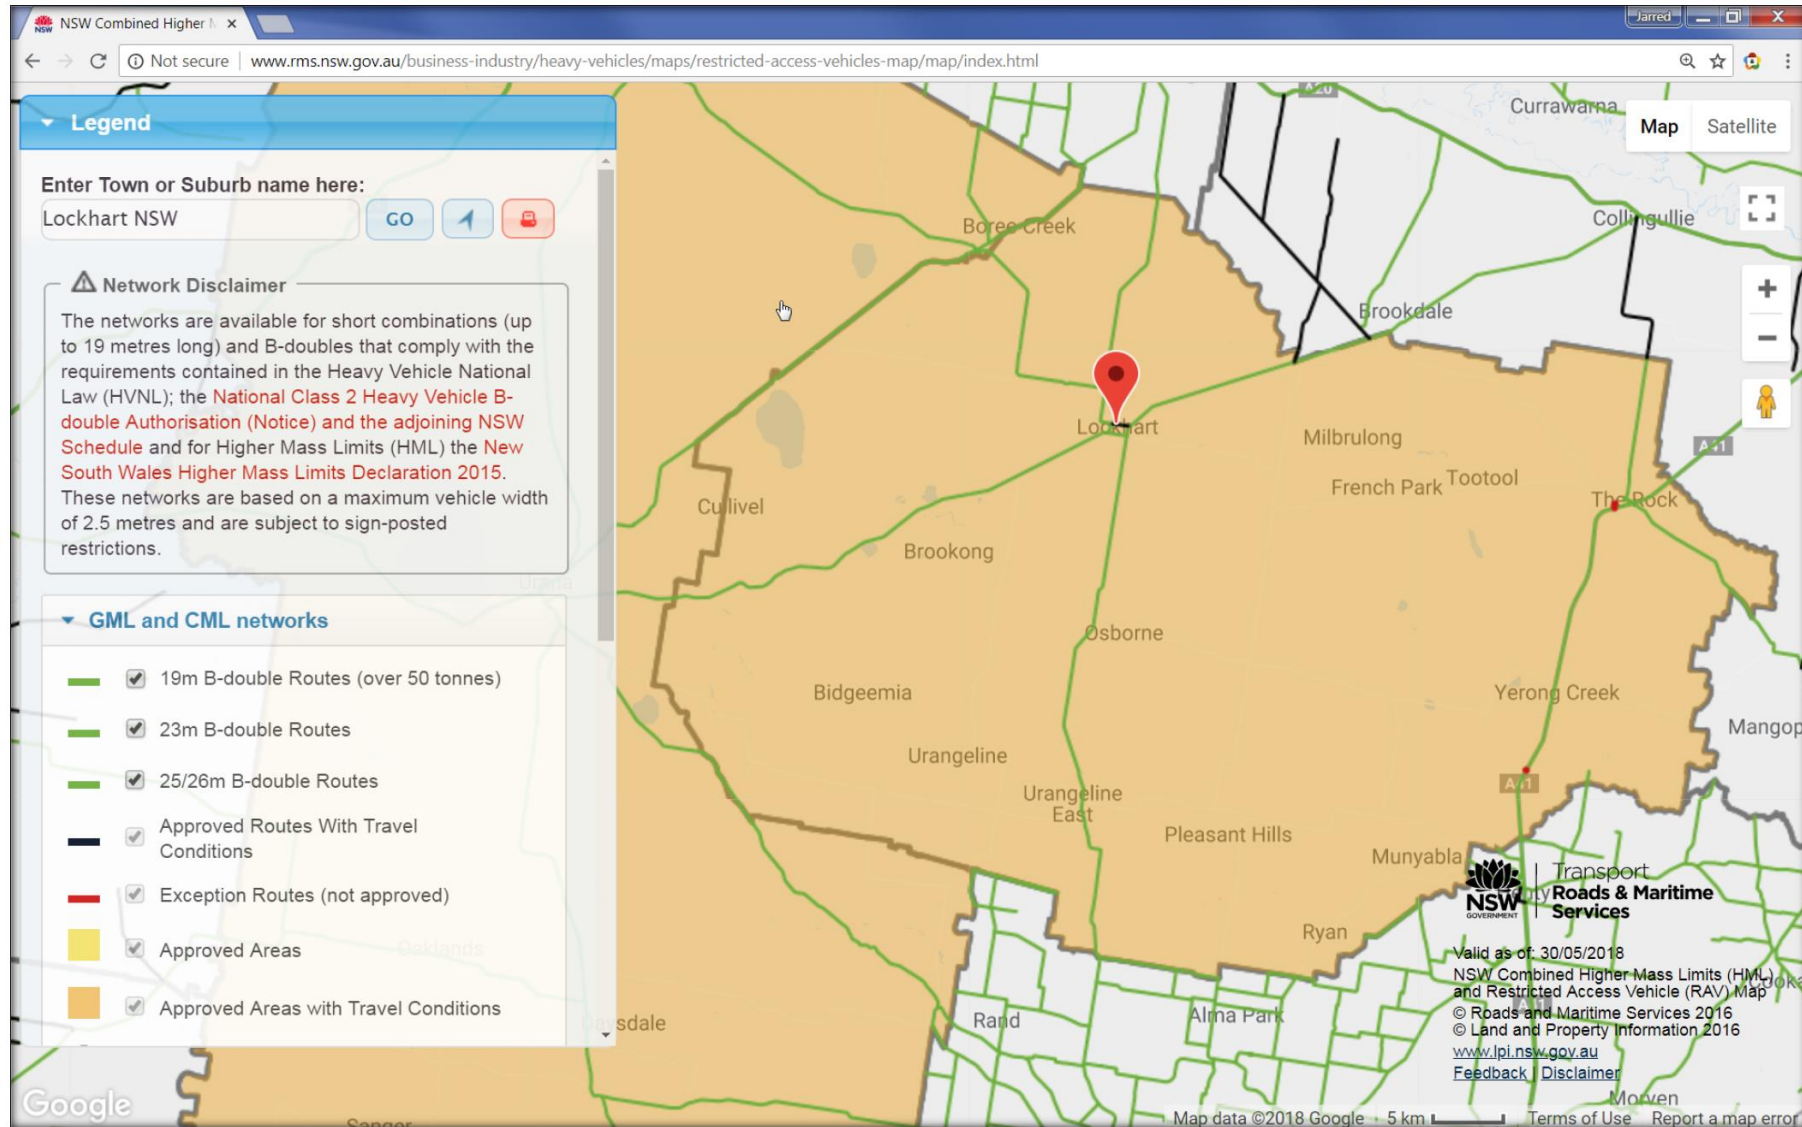 NSW Combined Higher M
Jarred
Not secure
www.rms.nsw.gov.au/business-industry/heavy-vehicles/maps/restricted-access-vehicles-map/map/index.html
Legend
Enter Town or Suburb name here:
Lockhart NSW
GO
Network Disclaimer
The networks are available for short combinations (up
to 19 metres long) and B-doubles that comply with the
requirements contained in the Heavy Vehicle National
Law (HVNL); the National Class 2 Heavy Vehicle B-
double Authorisation (Notice) and the adjoining NSW
Schedule and for Higher Mass Limits (HML) the New
South Wales Higher Mass Limits Declaration 2015.
These networks are based on a maximum vehicle width
of 2.5 metres and are subject to sign-posted
restrictions.
GML and CML networks
19m B-double Routes (over 50 tonnes)
23m B-double Routes
25/26m B-double Routes
Approved Routes With Travel
Conditions
Exception Routes (not approved)
Approved Areas
Approved Areas with Travel Conditions
A20
Currawarna
Map
Satellite
Boree Creek
Collingullie
Brookdale
Lockhart
Milbrulong
A41
French Park
Tootool
The Rock
Cullivel
Brookong
Urana
Osborne
Bidgeemia
Yerong Creek
Mangop
Urangeline
A41
Urangeline
East
Pleasant Hills
Munyabla
Ryan
Oaklands
Rand
Alma Park
NSW
GOVERNMENT
Transport
Roads & Maritime
Services
Valid as of: 30/05/2018
NSW Combined Higher Mass Limits (HML)
and Restricted Access Vehicle (RAV) Map
© Roads and Maritime Services 2016
© Land and Property Information 2016
www.lpi.nsw.gov.au
Feedback | Disclaimer
Morven
Google
Map data ©2018 Google
5 km
Terms of Use
Report a map error